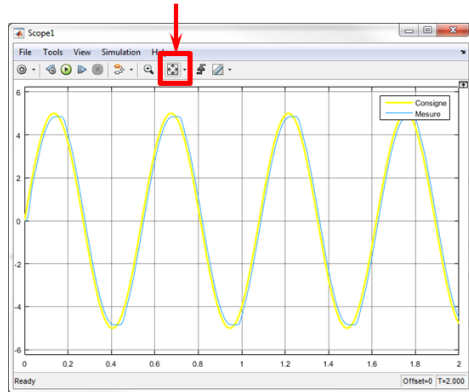 Scope1
File Tools View Simulation Help
6
Consigne
Mesure
4
2
0
-2
-4
-6
0 0.2 0.4 0.6 0.8 1 1.2 1.4 1.6 1.8 2
Ready Offset=0 T=2.000